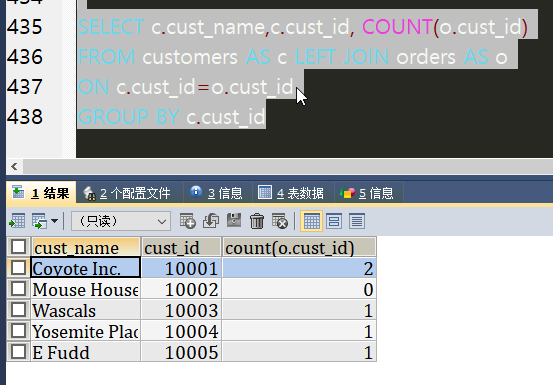 435 SELECT c.cust_name,c.cust_id, COUNT(o.cust_id)
436 FROM customers AS c LEFT JOIN orders AS o
437 ON c.cust_id=o.cust_id
438 GROUP BY c.cust_id
1 结果 2 个配置文件 3 信息 4 表数据 5 信息
（只读）
cust_name cust_id count(o.cust_id)
Coyote Inc. 10001 2
Mouse House 10002 0
Wascals 10003 1
Yosemite Plac 10004 1
E Fudd 10005 1